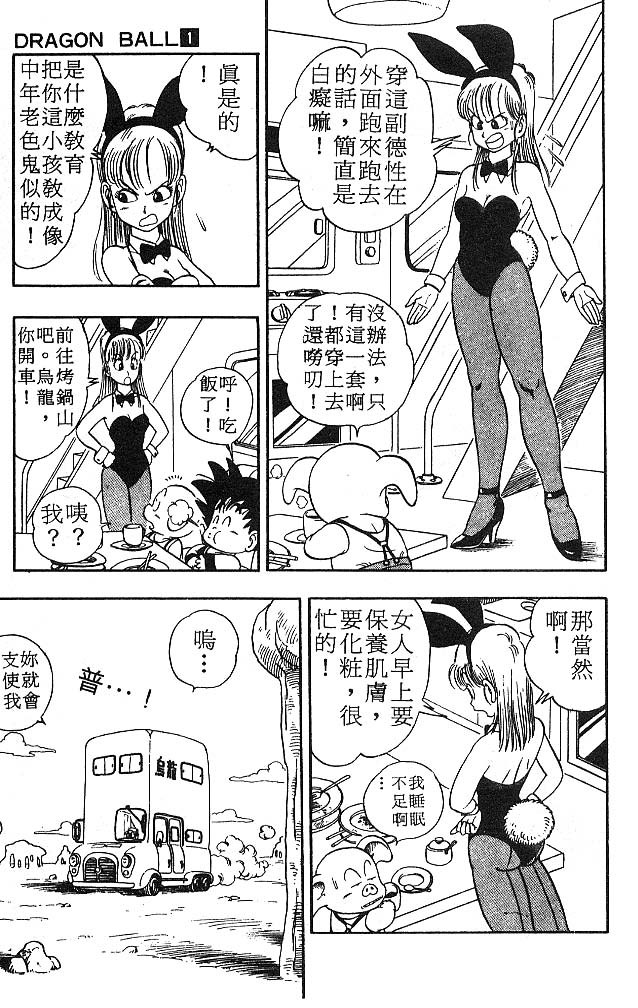 DRAGON BALL 1
穿這副德性在
外面跑來跑去
的話，簡直是
白癡嘛！
沒辦法，只
有這一套啊
！都穿上去
了還嘮叨！
真是的
！
是什麼教育
把你這小孩教成像
中年老色鬼似的！
呼！吃
飯了！
前往烤鍋山
吧。烏龍，
你開車！
咦？
我？
那當然
啊！
女人早上要
保養肌膚，
要化粧，很
忙的！
我睡眠
不足啊
…
嗚…
普…！
烏龍
妳就會
支使我